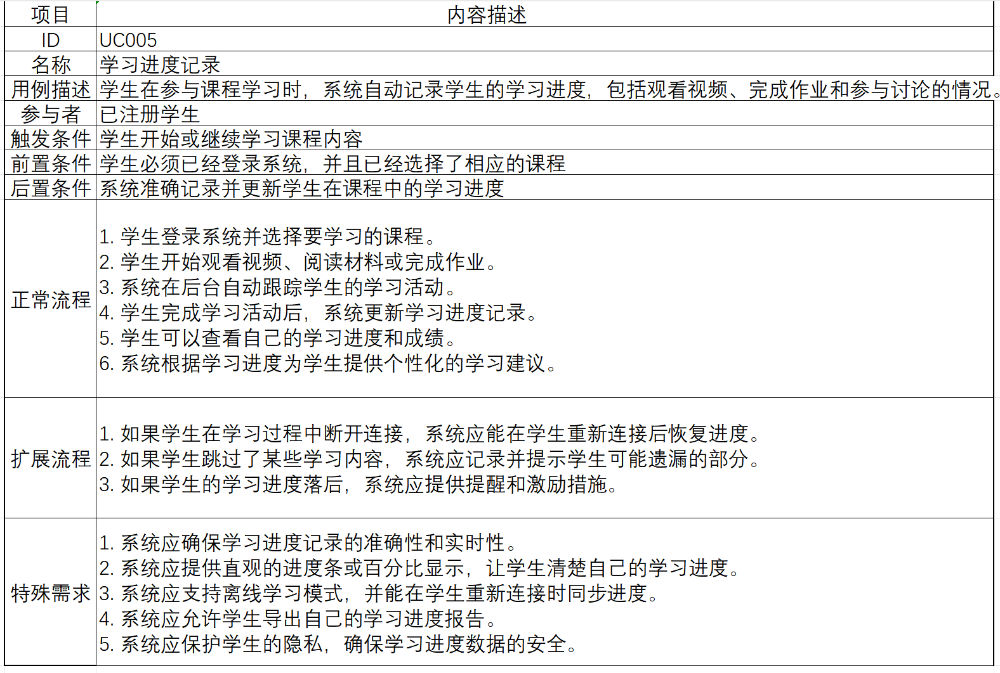 项目 内容描述
ID UC005
名称 学习进度记录
用例描述 学生在参与课程学习时，系统自动记录学生的学习进度，包括观看视频、完成作业和参与讨论的情况。
参与者 已注册学生
触发条件 学生开始或继续学习课程内容
前置条件 学生必须已经登录系统，并且已经选择了相应的课程
后置条件 系统准确记录并更新学生在课程中的学习进度
正常流程
1. 学生登录系统并选择要学习的课程。
2. 学生开始观看视频、阅读材料或完成作业。
3. 系统在后台自动跟踪学生的学习活动。
4. 学生完成学习活动后，系统更新学习进度记录。
5. 学生可以查看自己的学习进度和成绩。
6. 系统根据学习进度为学生提供个性化的学习建议。
扩展流程
1. 如果学生在学习过程中断开连接，系统应能在学生重新连接后恢复进度。
2. 如果学生跳过了某些学习内容，系统应记录并提示学生可能遗漏的部分。
3. 如果学生的学习进度落后，系统应提供提醒和激励措施。
特殊需求
1. 系统应确保学习进度记录的准确性和实时性。
2. 系统应提供直观的进度条或百分比显示，让学生清楚自己的学习进度。
3. 系统应支持离线学习模式，并能在学生重新连接时同步进度。
4. 系统应允许学生导出自己的学习进度报告。
5. 系统应保护学生的隐私，确保学习进度数据的安全。